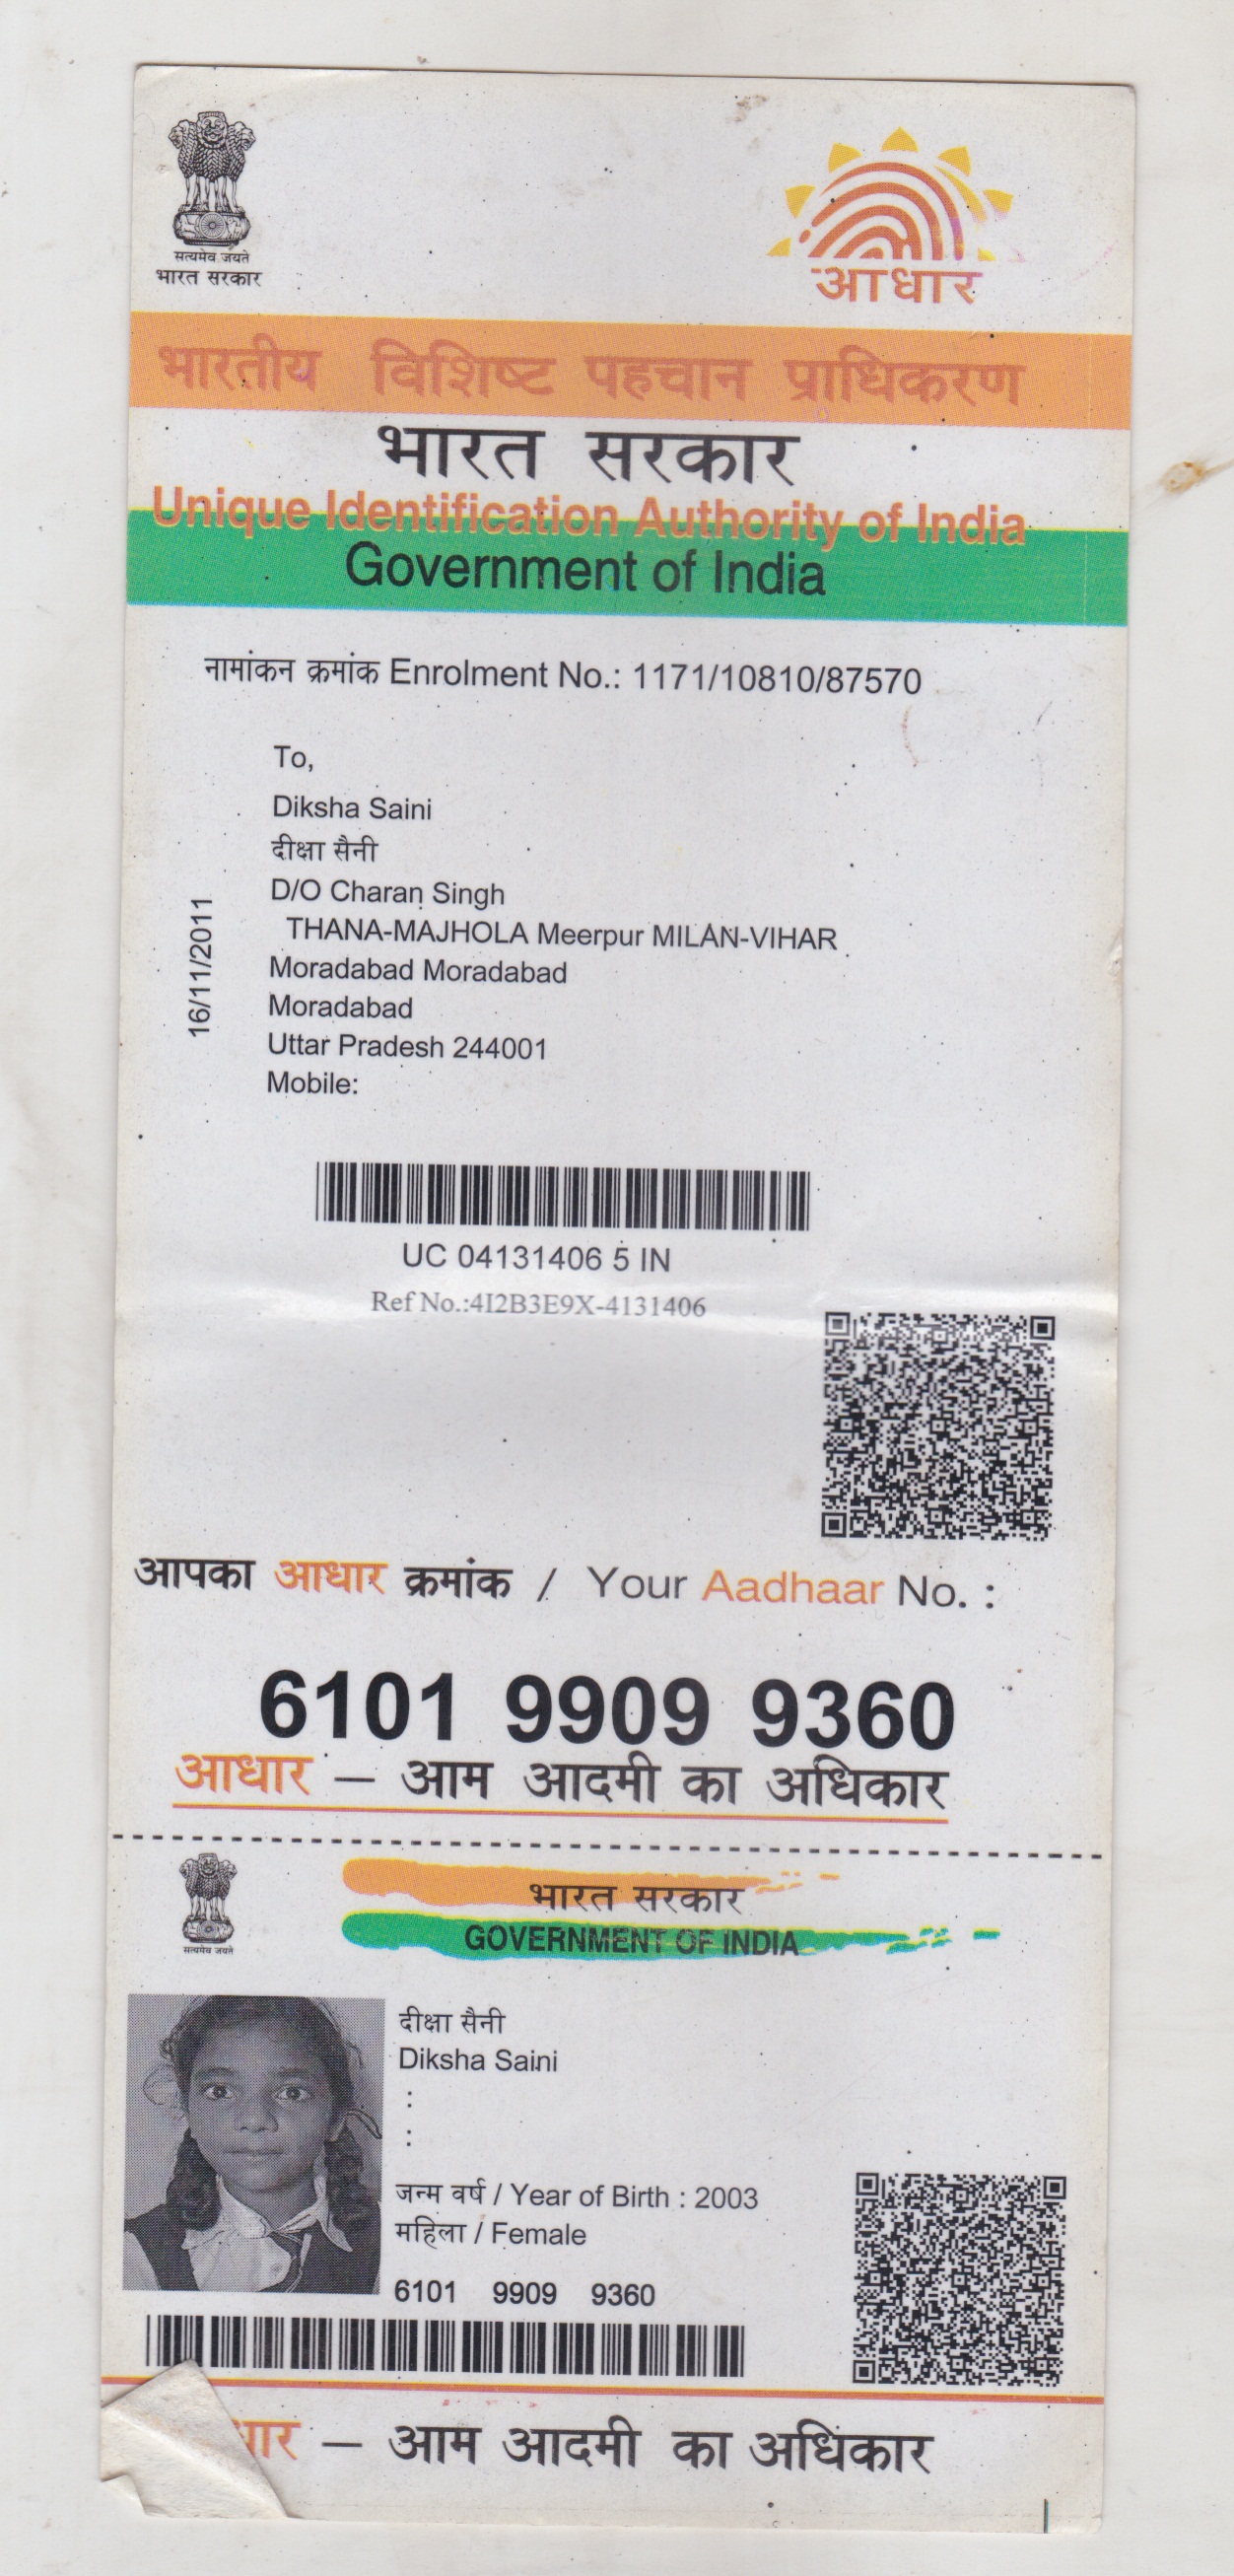 सत्यमेव जयते
भारत सरकार
आधार
भारतीय विशिष्ट पहचान प्राधिकरण
भारत सरकार
Unique Identification Authority of India
Government of India
नामांकन क्रमांक Enrolment No.: 1171/10810/87570
To,
Diksha Saini
दीक्षा सैनी
D/O Charan Singh
THANA-MAJHOLA Meerpur MILAN-VIHAR
Moradabad Moradabad
Moradabad
Uttar Pradesh 244001
Mobile:
16/11/2011
UC 04131406 5 IN
Ref No.:4I2B3E9X-4131406
आपका आधार क्रमांक / Your Aadhaar No. :
6101 9909 9360
आधार – आम आदमी का अधिकार
सत्यमेव जयते
भारत सरकार
GOVERNMENT OF INDIA
दीक्षा सैनी
Diksha Saini
:
:
जन्म वर्ष / Year of Birth : 2003
महिला / Female
6101 9909 9360
धार – आम आदमी का अधिकार